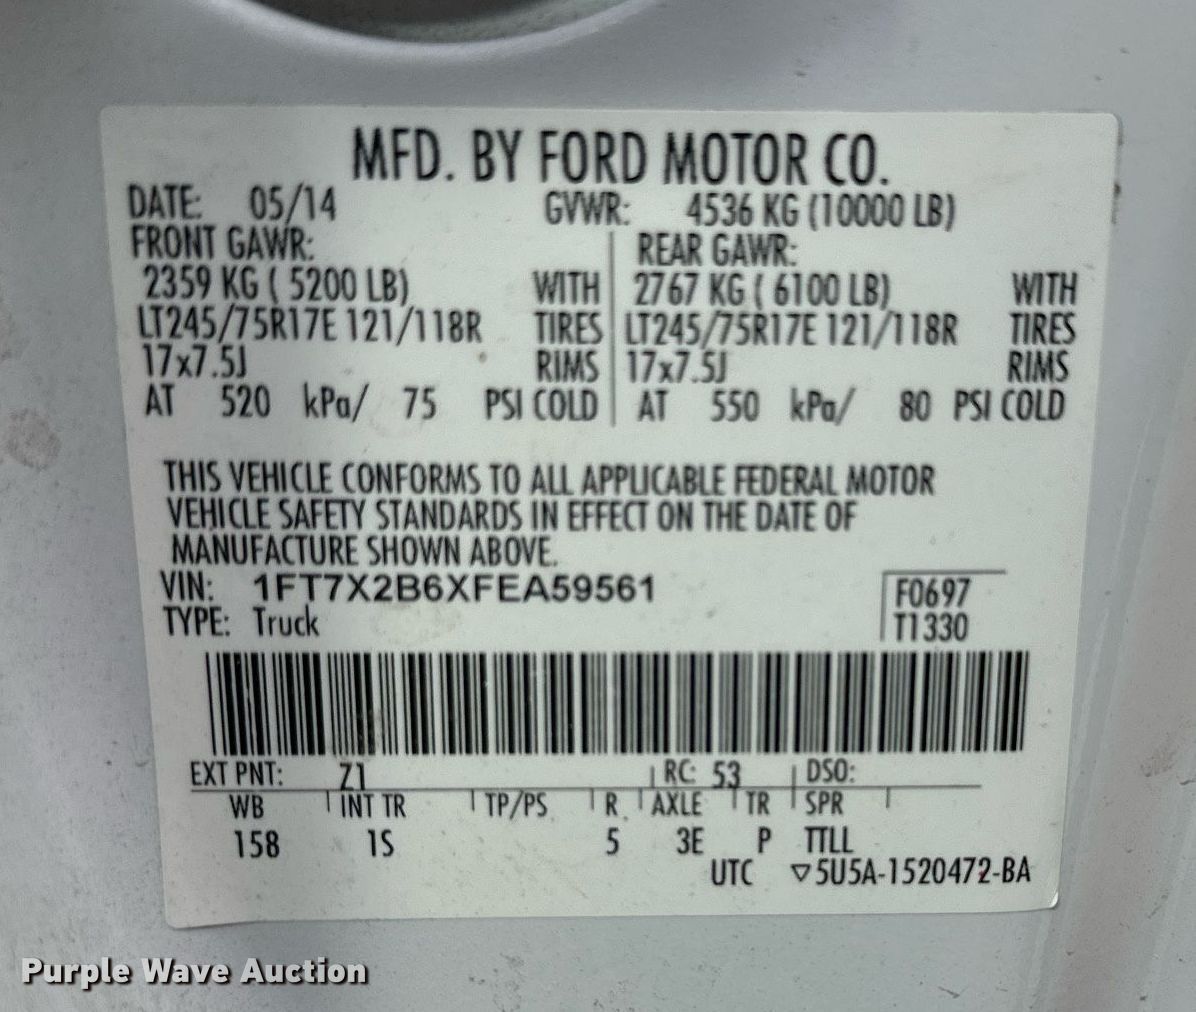 MFD. BY FORD MOTOR CO.
DATE: 05/14 GVWR: 4536 KG (10000 LB)
FRONT GAWR: REAR GAWR:
2359 KG ( 5200 LB) WITH 2767 KG ( 6100 LB) WITH
LT245/75R17E 121/118R TIRES LT245/75R17E 121/118R TIRES
17x7.5J RIMS 17x7.5J RIMS
AT 520 kPa/ 75 PSI COLD AT 550 kPa/ 80 PSI COLD
THIS VEHICLE CONFORMS TO ALL APPLICABLE FEDERAL MOTOR
VEHICLE SAFETY STANDARDS IN EFFECT ON THE DATE OF
MANUFACTURE SHOWN ABOVE.
VIN: 1FT7X2B6XFEA59561 F0697
TYPE: Truck T1330
EXT PNT: Z1 RC: 53 DSO:
WB INT TR TP/PS R AXLE TR SPR
158 1S 5 3E P TTLL
UTC ▽5U5A-1520472-BA
Purple Wave Auction